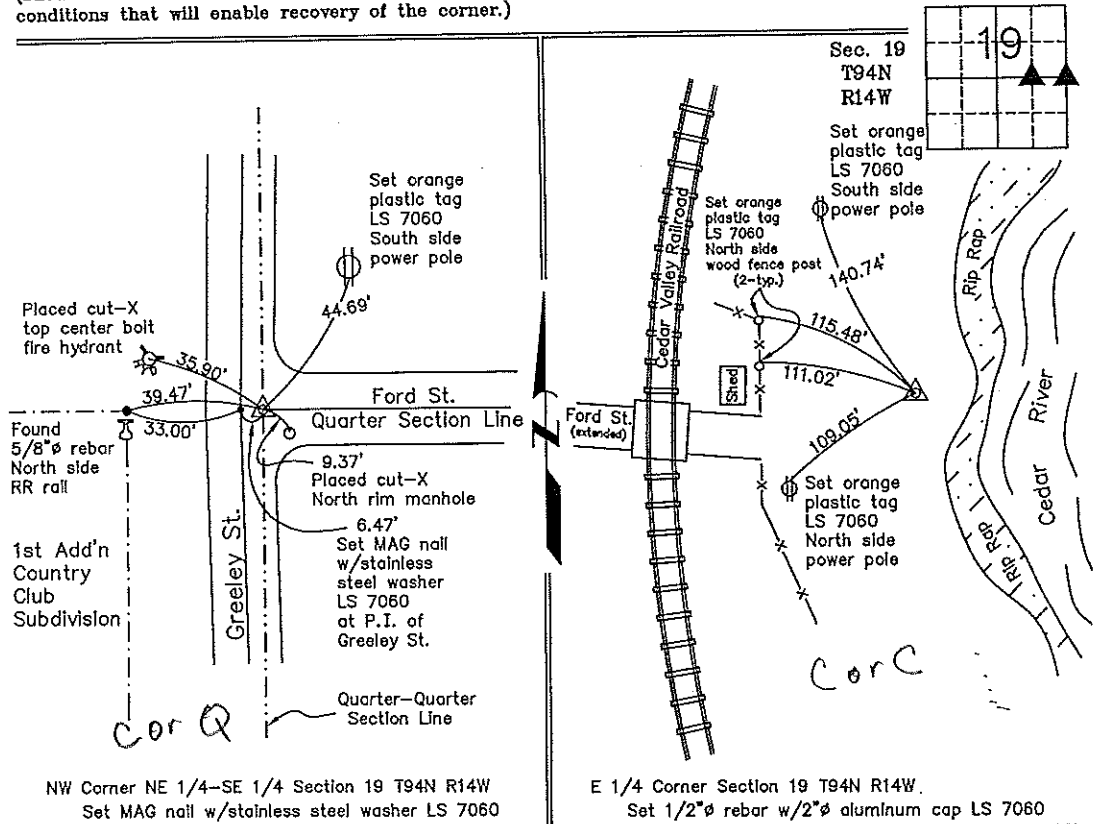 conditions that will enable recovery of the corner.)
Set orange
plastic tag
LS 7060
South side
power pole
44.69'
Placed cut-X
top center bolt
fire hydrant
35.90'
39.47'
33.00'
Found
5/8"ø rebar
North side
RR rail
Ford St.
Quarter Section Line
9.37'
Placed cut-X
North rim manhole
6.47'
Set MAG nail
w/stainless
steel washer
LS 7060
at P.I. of
Greeley St.
1st Add'n
Country
Club
Subdivision
Greeley St.
Quarter-Quarter
Section Line
Cor Q
NW Corner NE 1/4-SE 1/4 Section 19 T94N R14W
Set MAG nail w/stainless steel washer LS 7060
Sec. 19
T94N
R14W
19
Set orange
plastic tag
LS 7060
South side
power pole
Set orange
plastic tag
LS 7060
North side
wood fence post
(2-typ.)
Cedar Valley Railroad
140.74'
115.48'
111.02'
109.05'
Shed
Ford St.
(extended)
Set orange
plastic tag
LS 7060
North side
power pole
Rip Rap
Rip Rap
Cedar River
Cor C
E 1/4 Corner Section 19 T94N R14W.
Set 1/2"ø rebar w/2"ø aluminum cap LS 7060